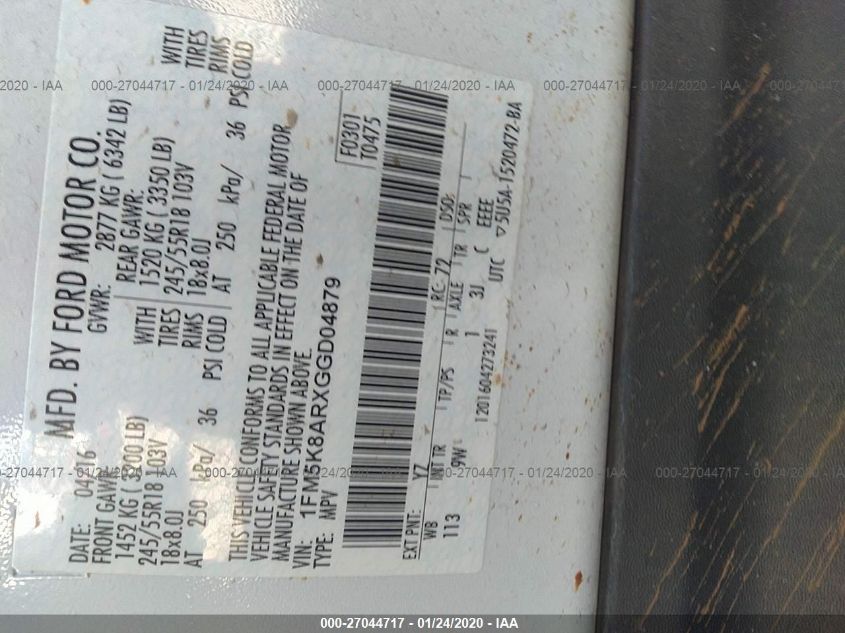 MFD. BY FORD MOTOR CO.
DATE: 04/16
GVWR: 2877 KG ( 6342 LB)
FRONT GAWR:
REAR GAWR:
1452 KG ( 3200 LB) WITH
1520 KG ( 3350 LB) WITH
245/55R18 103V TIRES
245/55R18 103V TIRES
18x8.0J RIMS
18x8.0J RIMS
AT 250 kPa/ 36 PSI COLD
AT 250 kPa/ 36 PSI COLD
THIS VEHICLE CONFORMS TO ALL APPLICABLE FEDERAL MOTOR
VEHICLE SAFETY STANDARDS IN EFFECT ON THE DATE OF
MANUFACTURE SHOWN ABOVE.
VIN: 1FM5K8ARXGGD04879
TYPE: MPV
F0301
T0475
EXT PNT: YZ RC: 72 DSO:
WB INT TR TP/PS R AXLE TR SPR
113 9W 1 3J C EEEE
UTC
1201604273241
▽5U5A-1520472-BA
000-27044717 - 01/24/2020 - IAA